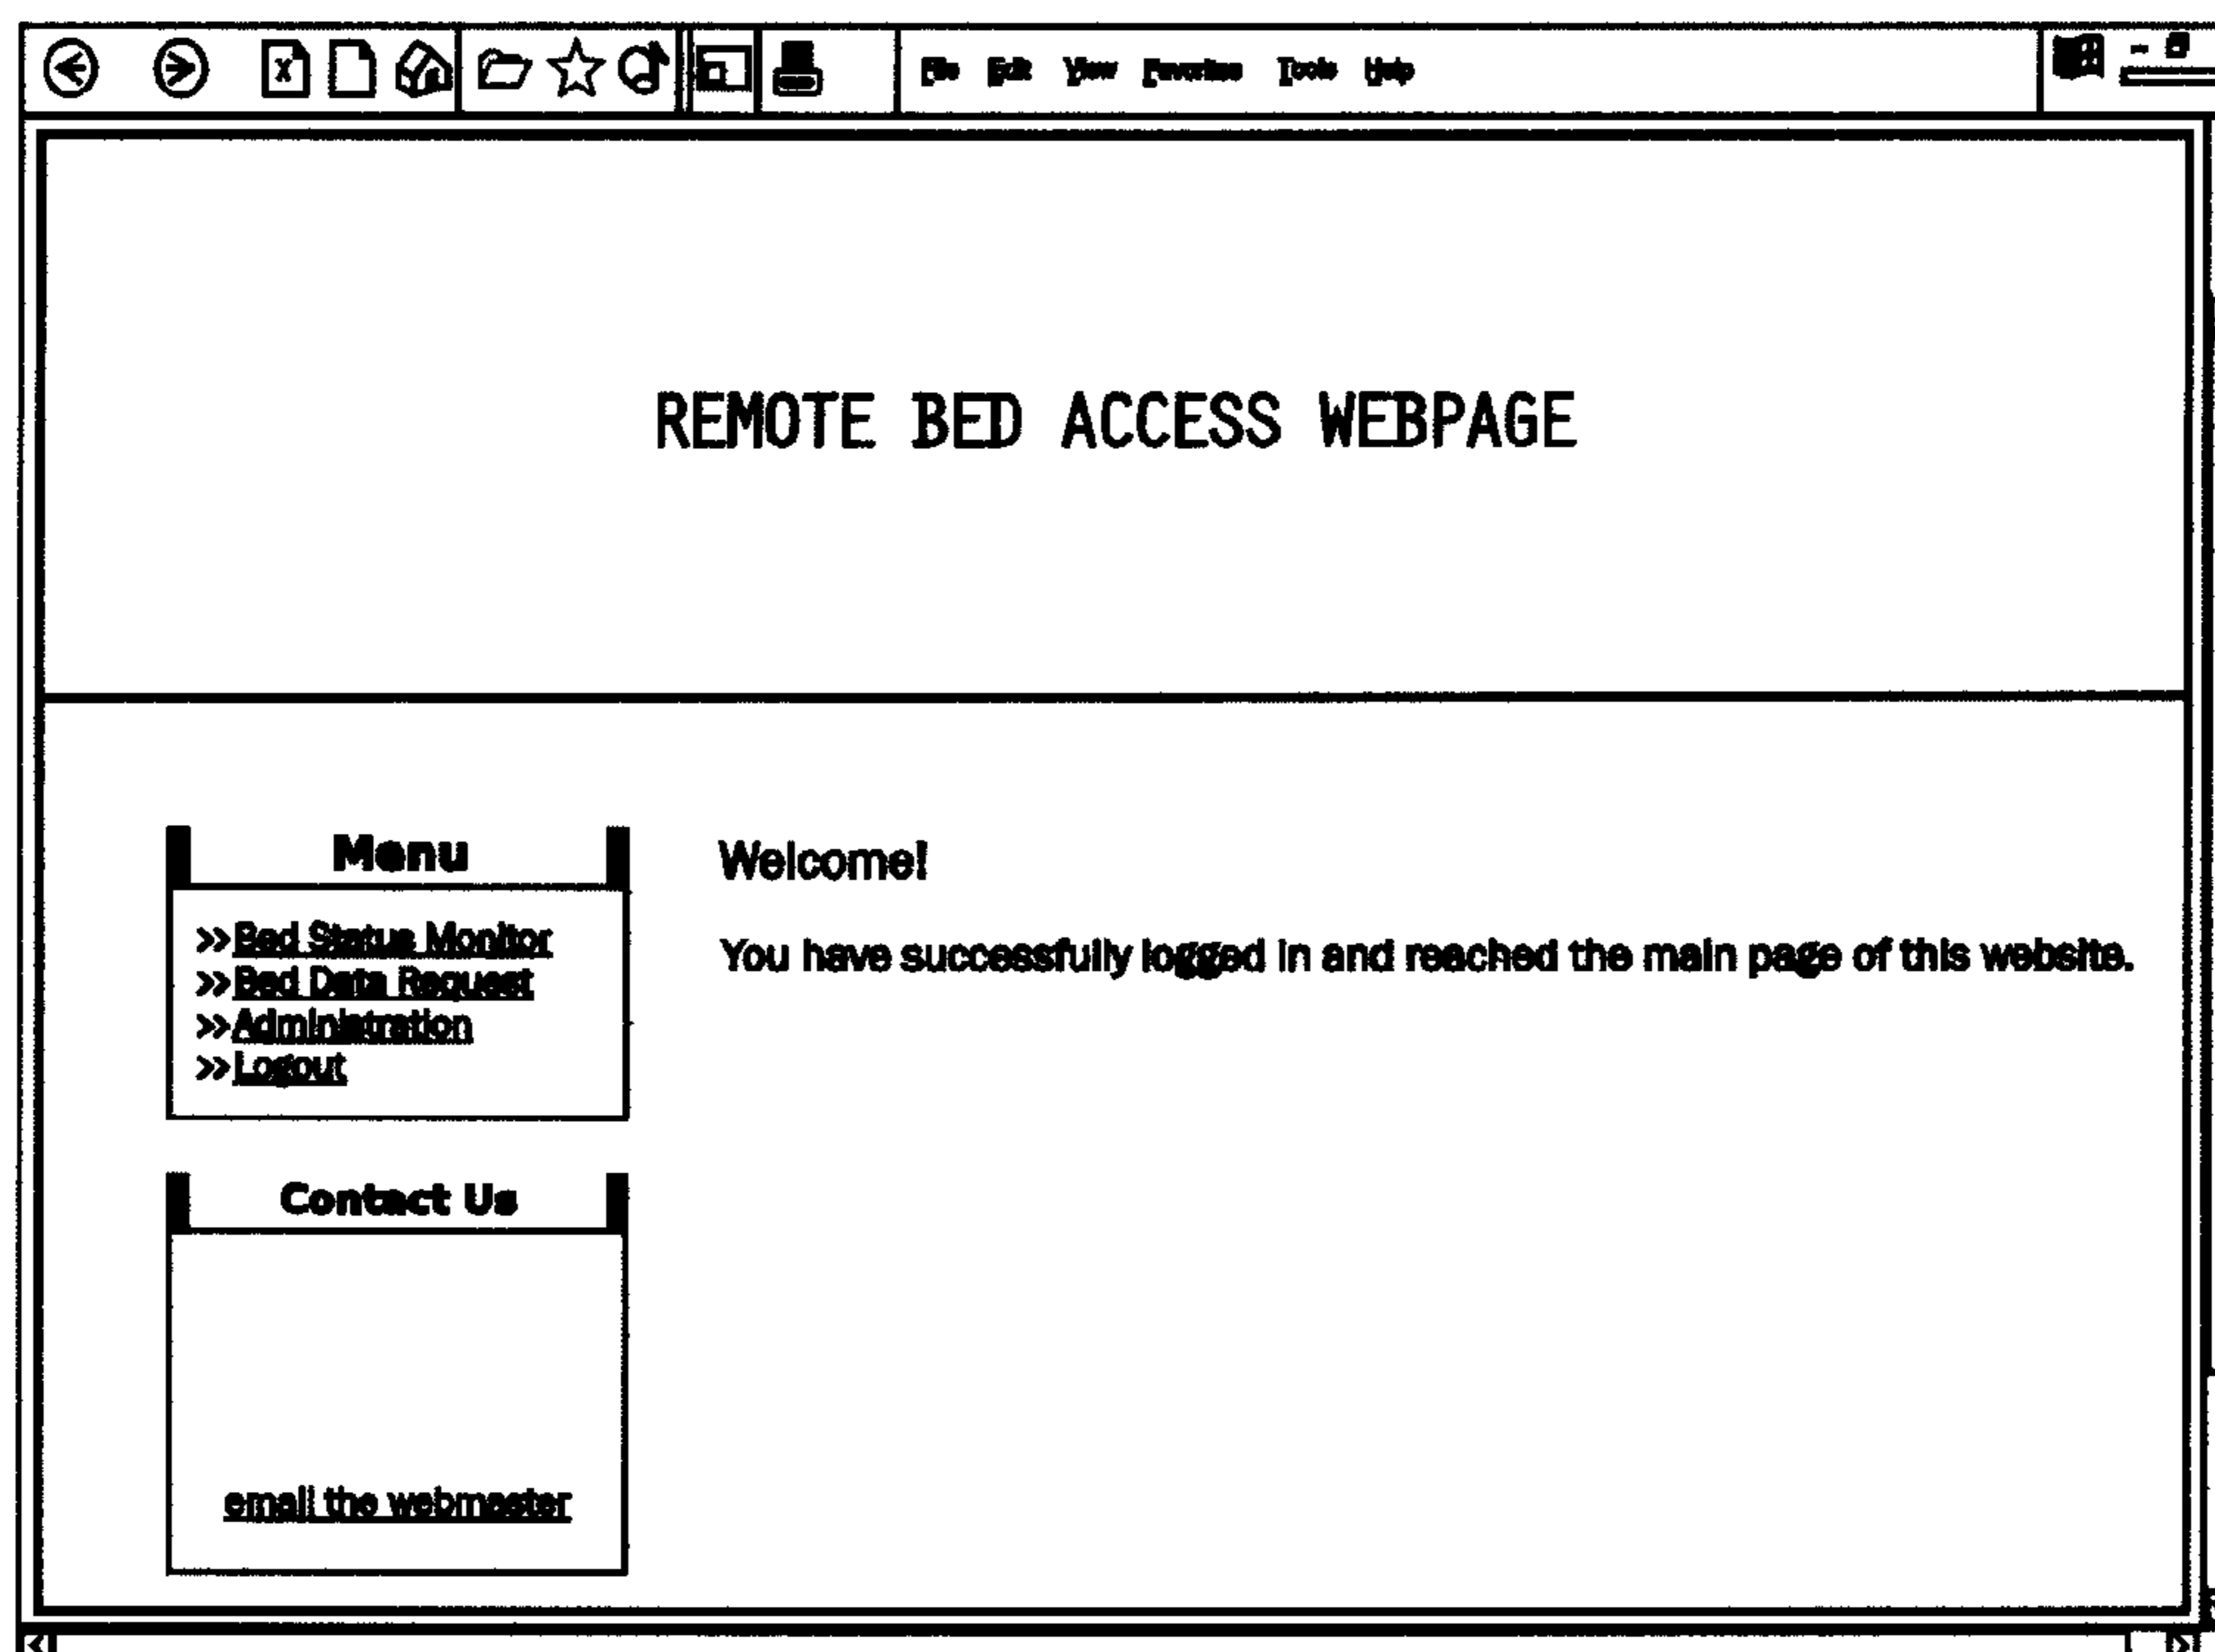 File Edit View Favorites Tools Help
REMOTE BED ACCESS WEBPAGE
Menu
>>Bed Status Monitor
>>Bed Data Request
>>Administration
>>Logout
Welcome!
You have successfully logged in and reached the main page of this website.
Contact Us
email the webmaster